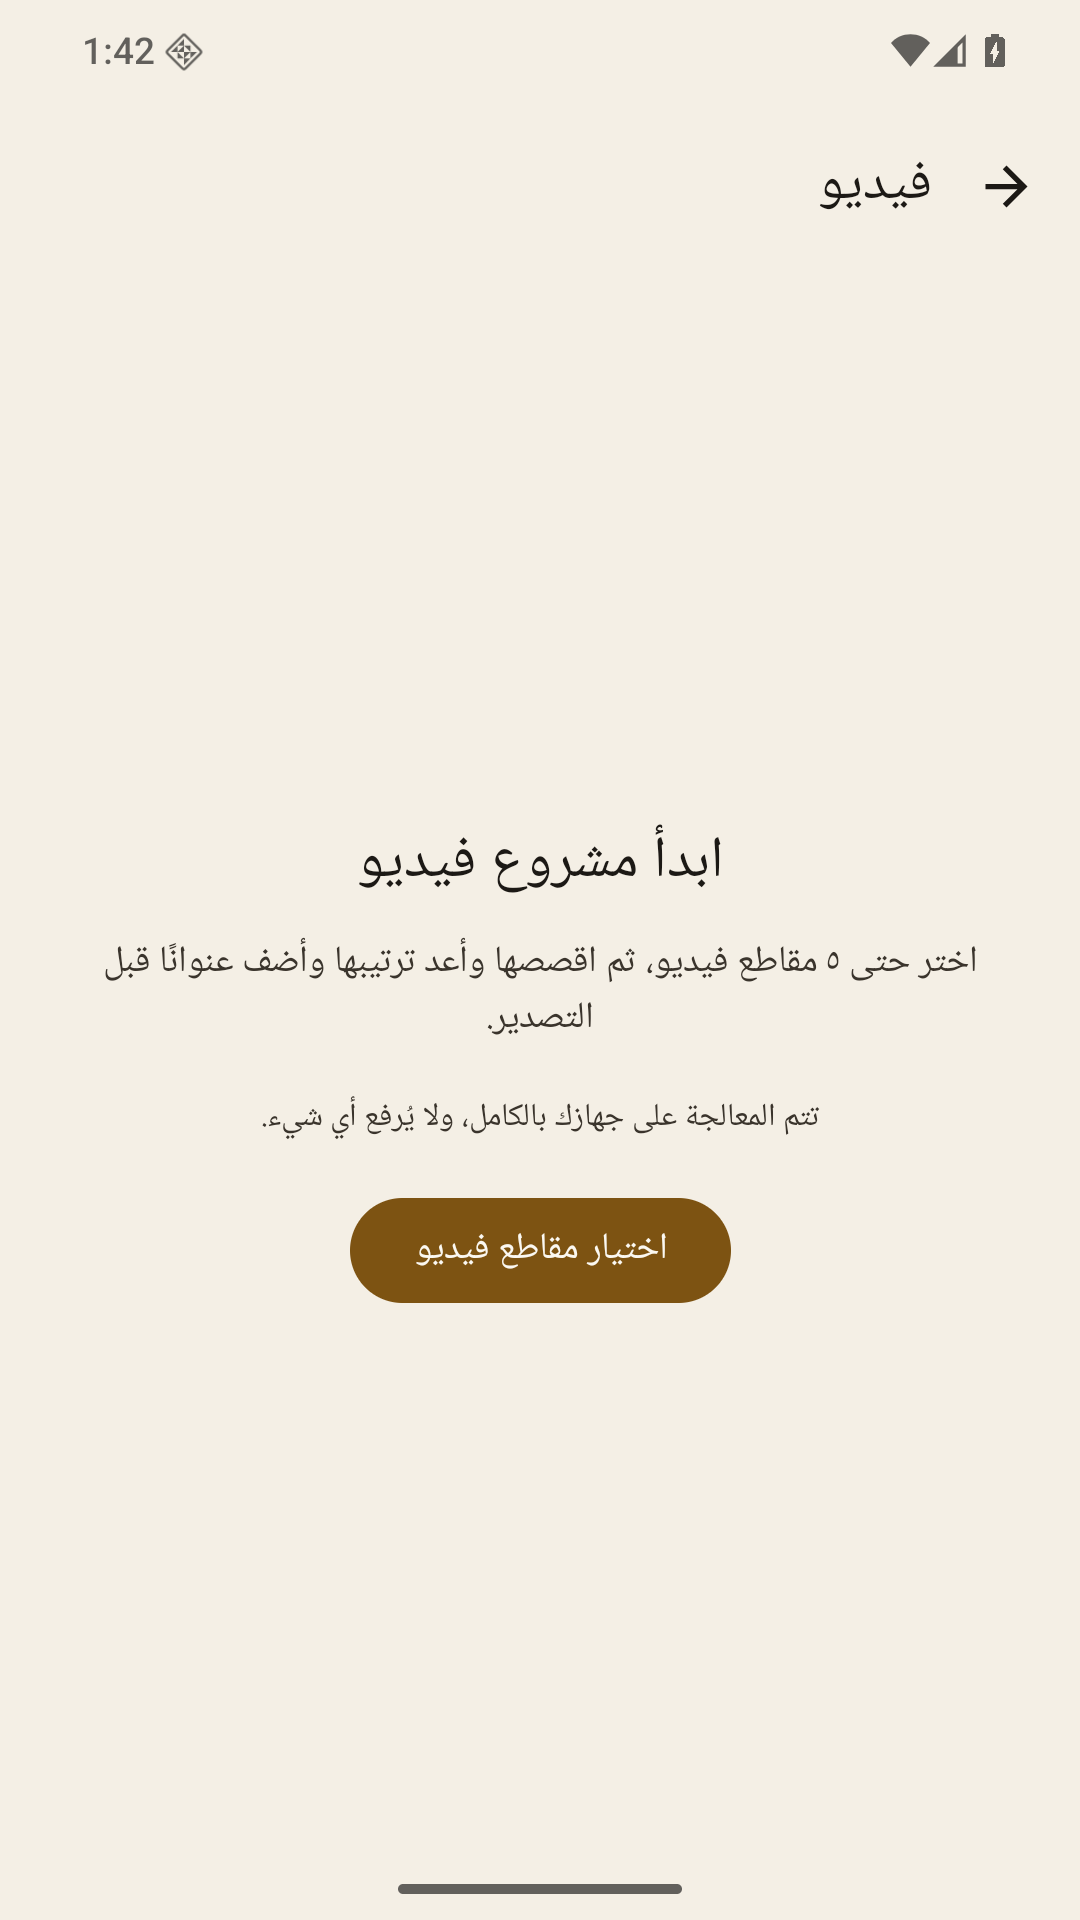 1:42
فيديو
ابدأ مشروع فيديو
اختر حتى ٥ مقاطع فيديو، ثم اقصصها وأعد ترتيبها وأضف عنوانًا قبل
التصدير.
تتم المعالجة على جهازك بالكامل، ولا يُرفع أي شيء.
اختيار مقاطع فيديو